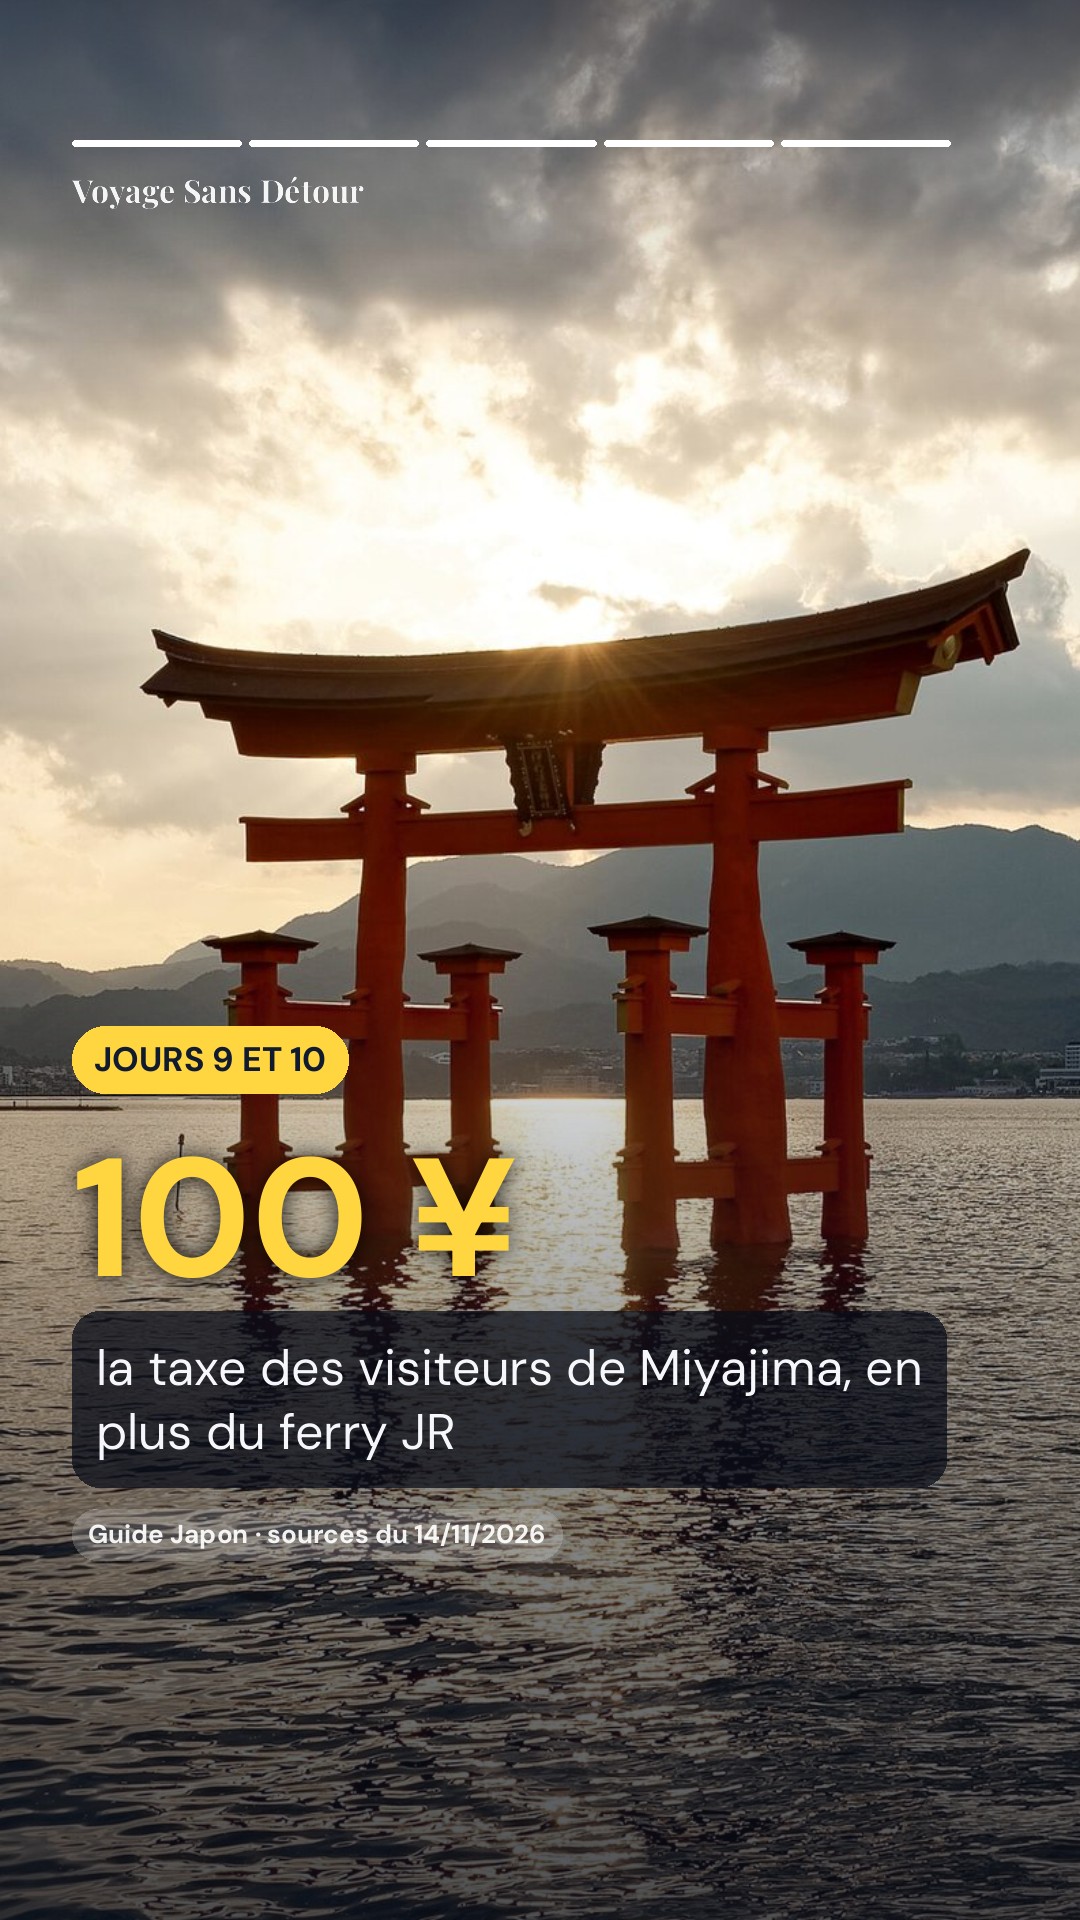 Voyage Sans Détour
JOURS 9 ET 10
100 ¥
la taxe des visiteurs de Miyajima, en
plus du ferry JR
Guide Japon · sources du 14/11/2026